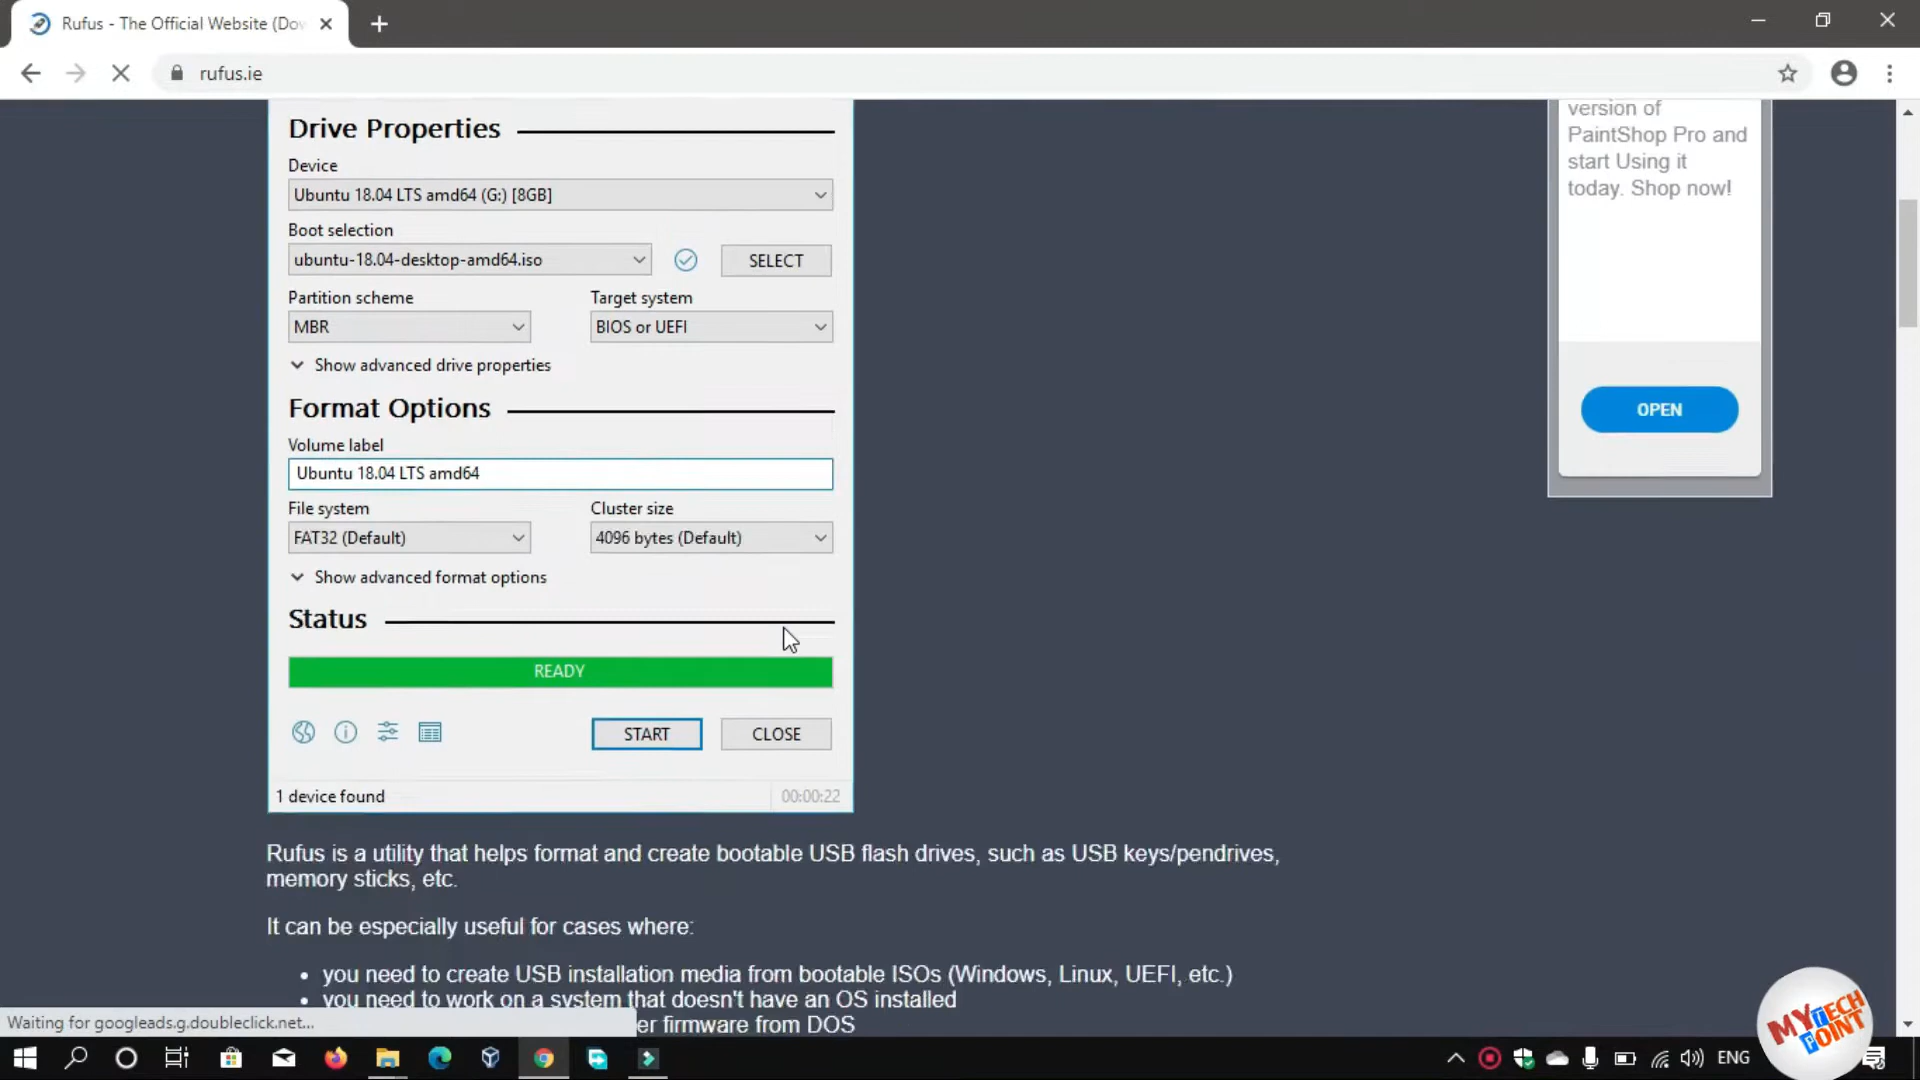 Rufus - The Official Website (Dow
rufus.ie
Drive Properties
Device
Ubuntu 18.04 LTS amd64 (G:) [8GB]
Boot selection
ubuntu-18.04-desktop-amd64.iso
SELECT
Partition scheme
Target system
MBR
BIOS or UEFI
Show advanced drive properties
Format Options
Volume label
Ubuntu 18.04 LTS amd64
File system
Cluster size
FAT32 (Default)
4096 bytes (Default)
Show advanced format options
Status
READY
START
CLOSE
1 device found
00:00:22
version of
PaintShop Pro and
start Using it
today. Shop now!
OPEN
Rufus is a utility that helps format and create bootable USB flash drives, such as USB keys/pendrives,
memory sticks, etc.
It can be especially useful for cases where:
• you need to create USB installation media from bootable ISOs (Windows, Linux, UEFI, etc.)
• you need to work on a system that doesn't have an OS installed
er firmware from DOS
Waiting for googleads.g.doubleclick.net...
ENG
MY TECH
POINT